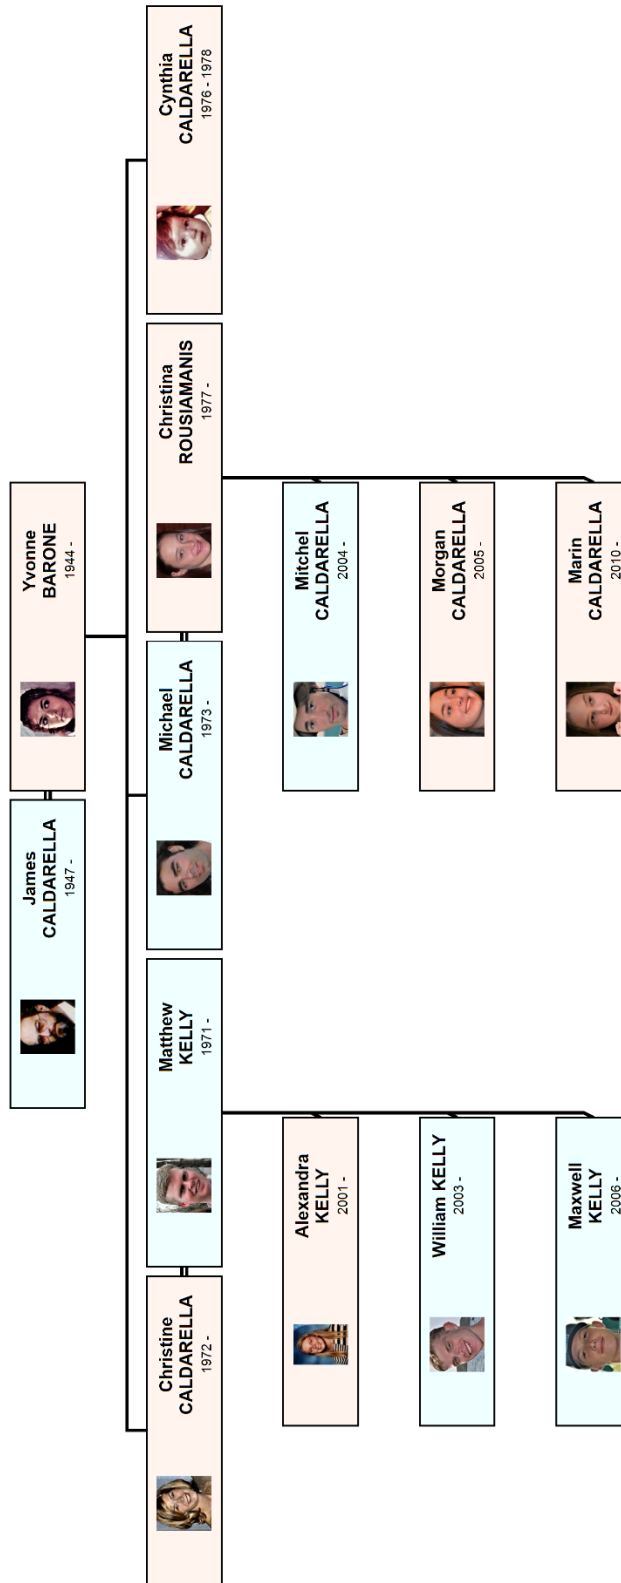 James
CALDARELLA
1947 -
Yvonne
BARONE
1944 -
Christine
CALDARELLA
1972 -
Matthew
KELLY
1971 -
Michael
CALDARELLA
1973 -
Christina
ROUSIAMANIS
1977 -
Cynthia
CALDARELLA
1976 - 1978
Alexandra
KELLY
2001 -
William KELLY
2003 -
Maxwell
KELLY
2006 -
Mitchel
CALDARELLA
2004 -
Morgan
CALDARELLA
2005 -
Marin
CALDARELLA
2010 -